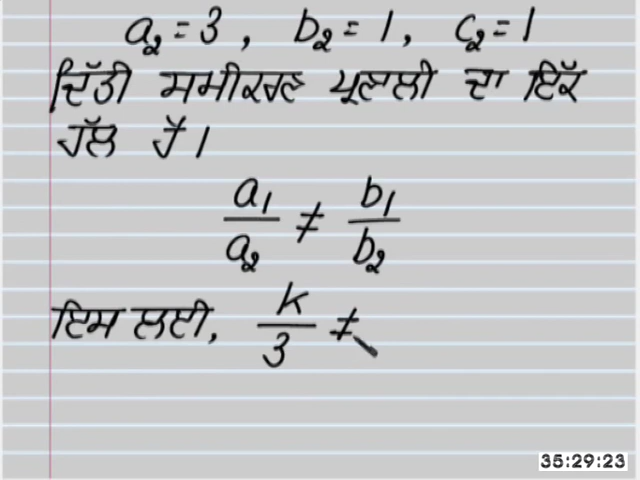 a₂ = 3 , b₂ = 1 , c₂ = 1
ਦਿੱਤੀ ਸਮੀਕਰਣ ਪ੍ਰਣਾਲੀ ਦਾ ਇੱਕ
ਹੱਲ ਹੈ ।
a₁/a₂ ≠ b₁/b₂
ਇਸ ਲਈ, k/3 ≠
35:29:23